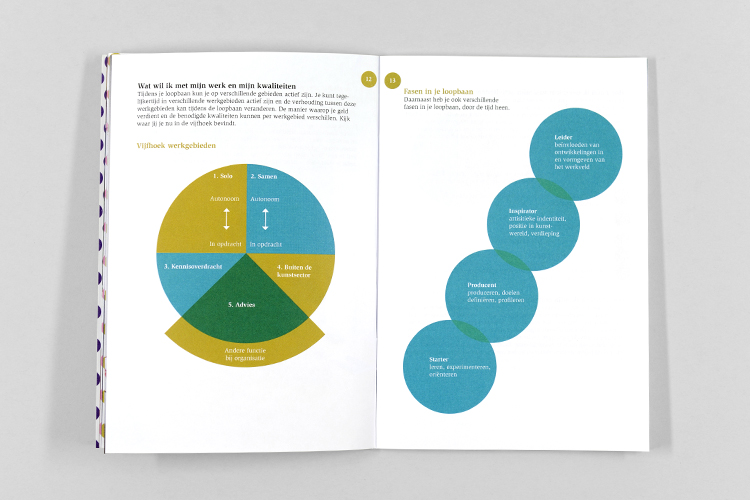 12
Wat wil ik met mijn werk en mijn kwaliteiten
Tijdens je loopbaan kun je op verschillende gebieden actief zijn. Je kunt tege-
lijkertijd in verschillende werkgebieden actief zijn en de verhouding tussen deze
werkgebieden kan tijdens de loopbaan veranderen. De manier waarop je geld
verdient en de benodigde kwaliteiten kunnen per werkgebied verschillen. Kijk
waar jij je nu in de vijfhoek bevindt.
Vijfhoek werkgebieden
1. Solo
Autonoom
In opdracht
2. Samen
Autonoom
In opdracht
3. Kennisoverdracht
4. Buiten de
kunstsector
5. Advies
Andere functie
bij organisatie
13
Fasen in je loopbaan
Daarnaast heb je ook verschillende
fasen in je loopbaan, door de tijd heen.
Leider
beïnvloeden van
ontwikkelingen in
en vormgeven van
het werkveld
Inspirator
artistieke indentiteit,
positie in kunst-
wereld, verdieping
Producent
produceren, doelen
definiëren, profileren
Starter
leren, experimenteren,
oriënteren